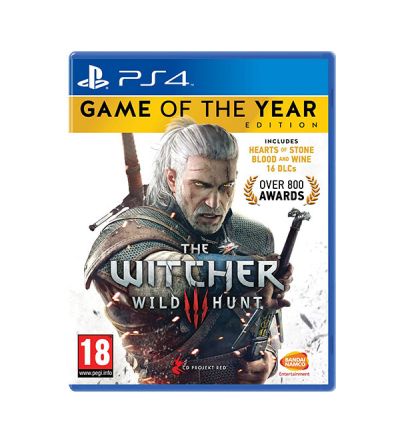 PS4
GAME OF THE YEAR
EDITION
INCLUDES
HEARTS OF STONE
BLOOD AND WINE
16 DLCs
OVER 800
AWARDS
THE
WITCHER
III
WILD HUNT
18
www.pegi.info
CD PROJEKT RED
BANDAI
NAMCO
Entertainment